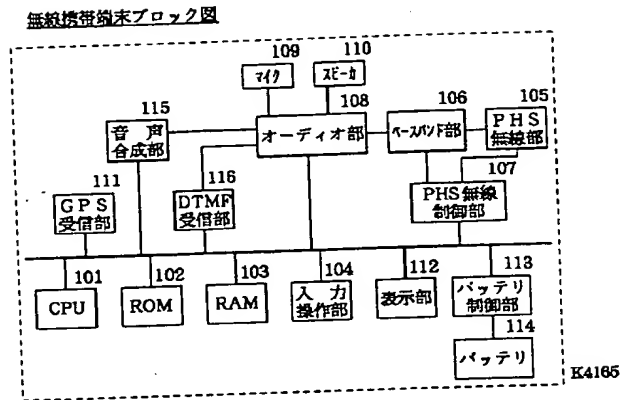 無線携帯端末ブロック図
109
マイク
110
スピーカ
108
オーディオ部
115
音声
合成部
106
ベースバンド部
105
PHS
無線部
107
PHS無線
制御部
111
GPS
受信部
116
DTMF
受信部
101
CPU
102
ROM
103
RAM
104
入力
操作部
112
表示部
113
バッテリ
制御部
114
バッテリ
K4165